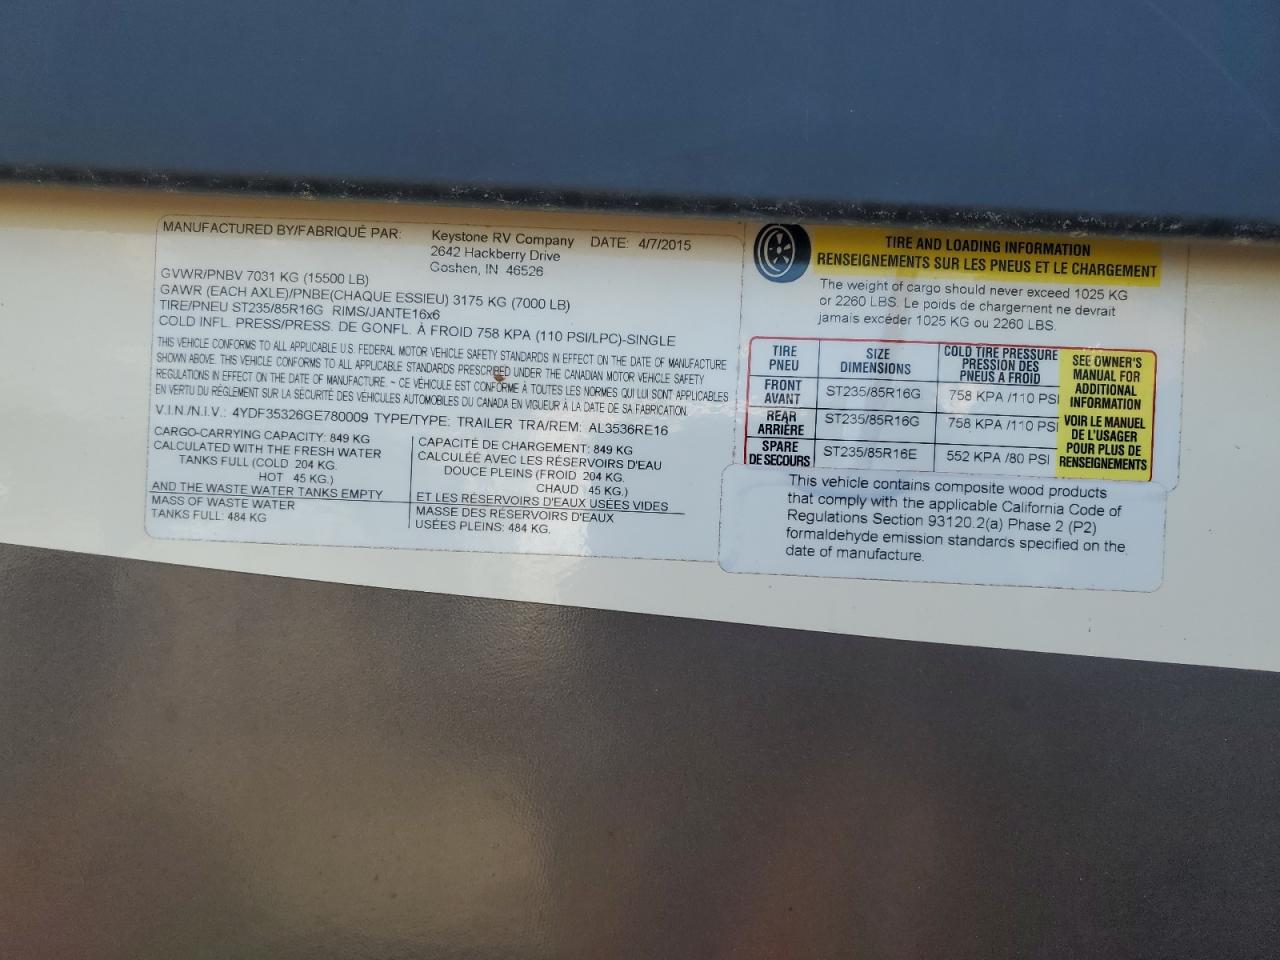 MANUFACTURED BY/FABRIQUÉ PAR: Keystone RV Company DATE: 4/7/2015
2642 Hackberry Drive
Goshen, IN 46526
GVWR/PNBV 7031 KG (15500 LB)
GAWR (EACH AXLE)/PNBE(CHAQUE ESSIEU) 3175 KG (7000 LB)
TIRE/PNEU ST235/85R16G RIMS/JANTE16x6
COLD INFL. PRESS/PRESS. DE GONFL. À FROID 758 KPA (110 PSI/LPC)-SINGLE
THIS VEHICLE CONFORMS TO ALL APPLICABLE U.S. FEDERAL MOTOR VEHICLE SAFETY STANDARDS IN EFFECT ON THE DATE OF MANUFACTURE
SHOWN ABOVE. THIS VEHICLE CONFORMS TO ALL APPLICABLE STANDARDS PRESCRIBED UNDER THE CANADIAN MOTOR VEHICLE SAFETY
REGULATIONS IN EFFECT ON THE DATE OF MANUFACTURE. ~ CE VÉHICULE EST CONFORME À TOUTES LES NORMES QUI LUI SONT APPLICABLES
EN VERTU DU RÈGLEMENT SUR LA SÉCURITÉ DES VÉHICULES AUTOMOBILES DU CANADA EN VIGUEUR À LA DATE DE SA FABRICATION.
V.I.N./N.I.V.: 4YDF35326GE780009 TYPE/TYPE: TRAILER TRA/REM: AL3536RE16
CARGO-CARRYING CAPACITY: 849 KG
CALCULATED WITH THE FRESH WATER
TANKS FULL (COLD 204 KG.
HOT 45 KG.)
AND THE WASTE WATER TANKS EMPTY
MASS OF WASTE WATER
TANKS FULL: 484 KG
CAPACITÉ DE CHARGEMENT: 849 KG
CALCULÉE AVEC LES RÉSERVOIRS D'EAU
DOUCE PLEINS (FROID 204 KG.
CHAUD 45 KG.)
ET LES RÉSERVOIRS D'EAUX USÉES VIDES
MASSE DES RÉSERVOIRS D'EAUX
USÉES PLEINS: 484 KG.
TIRE AND LOADING INFORMATION
RENSEIGNEMENTS SUR LES PNEUS ET LE CHARGEMENT
The weight of cargo should never exceed 1025 KG
or 2260 LBS. Le poids de chargement ne devrait
jamais excéder 1025 KG ou 2260 LBS.
TIRE
PNEU
SIZE
DIMENSIONS
COLD TIRE PRESSURE
PRESSION DES
PNEUS A FROID
FRONT
AVANT
ST235/85R16G
758 KPA /110 PSI
REAR
ARRIÈRE
ST235/85R16G
758 KPA /110 PSI
SPARE
DE SECOURS
ST235/85R16E
552 KPA /80 PSI
SEE OWNER'S
MANUAL FOR
ADDITIONAL
INFORMATION
VOIR LE MANUEL
DE L'USAGER
POUR PLUS DE
RENSEIGNEMENTS
This vehicle contains composite wood products
that comply with the applicable California Code of
Regulations Section 93120.2(a) Phase 2 (P2)
formaldehyde emission standards specified on the
date of manufacture.